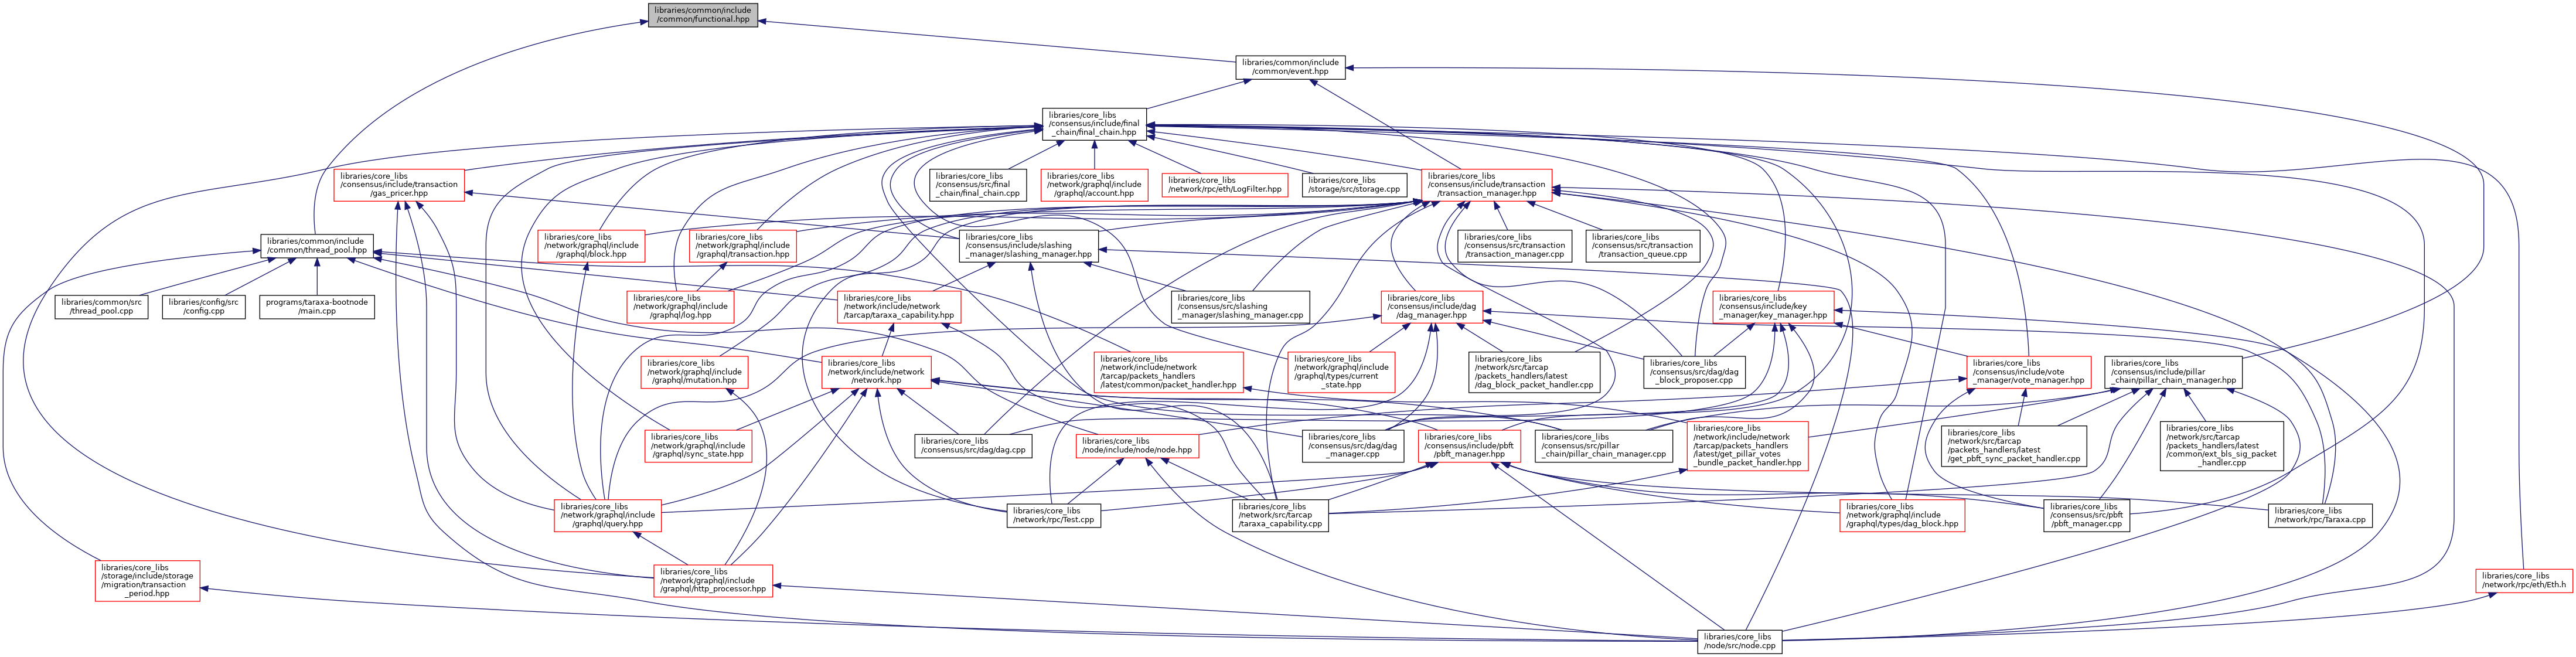 libraries/common/include
/common/functional.hpp
libraries/common/include
/common/event.hpp
libraries/core_libs
/consensus/include/final
_chain/final_chain.hpp
libraries/core_libs
/consensus/include/transaction
/gas_pricer.hpp
libraries/core_libs
/consensus/src/final
_chain/final_chain.cpp
libraries/core_libs
/network/graphql/include
/graphql/account.hpp
libraries/core_libs
/network/rpc/eth/LogFilter.hpp
libraries/core_libs
/storage/src/storage.cpp
libraries/core_libs
/consensus/include/transaction
/transaction_manager.hpp
libraries/common/include
/common/thread_pool.hpp
libraries/core_libs
/network/graphql/include
/graphql/block.hpp
libraries/core_libs
/network/graphql/include
/graphql/transaction.hpp
libraries/core_libs
/consensus/include/slashing
_manager/slashing_manager.hpp
libraries/core_libs
/consensus/src/transaction
/transaction_manager.cpp
libraries/core_libs
/consensus/src/transaction
/transaction_queue.cpp
libraries/common/src
/thread_pool.cpp
libraries/config/src
/config.cpp
programs/taraxa-bootnode
/main.cpp
libraries/core_libs
/network/graphql/include
/graphql/log.hpp
libraries/core_libs
/network/include/network
/tarcap/taraxa_capability.hpp
libraries/core_libs
/consensus/src/slashing
_manager/slashing_manager.cpp
libraries/core_libs
/consensus/include/dag
/dag_manager.hpp
libraries/core_libs
/consensus/include/key
_manager/key_manager.hpp
libraries/core_libs
/network/graphql/include
/graphql/mutation.hpp
libraries/core_libs
/network/include/network
/network.hpp
libraries/core_libs
/network/include/network
/tarcap/packets_handlers
/latest/common/packet_handler.hpp
libraries/core_libs
/network/graphql/include
/graphql/types/current
_state.hpp
libraries/core_libs
/network/src/tarcap
/packets_handlers/latest
/dag_block_packet_handler.cpp
libraries/core_libs
/consensus/src/dag/dag
_block_proposer.cpp
libraries/core_libs
/consensus/include/vote
_manager/vote_manager.hpp
libraries/core_libs
/consensus/include/pillar
_chain/pillar_chain_manager.hpp
libraries/core_libs
/network/graphql/include
/graphql/sync_state.hpp
libraries/core_libs
/consensus/src/dag/dag.cpp
libraries/core_libs
/node/include/node/node.hpp
libraries/core_libs
/consensus/src/dag/dag
_manager.cpp
libraries/core_libs
/consensus/include/pbft
/pbft_manager.hpp
libraries/core_libs
/consensus/src/pillar
_chain/pillar_chain_manager.cpp
libraries/core_libs
/network/include/network
/tarcap/packets_handlers
/latest/get_pillar_votes
_bundle_packet_handler.hpp
libraries/core_libs
/network/src/tarcap
/packets_handlers/latest
/get_pbft_sync_packet_handler.cpp
libraries/core_libs
/network/src/tarcap
/packets_handlers/latest
/common/ext_bls_sig_packet
_handler.cpp
libraries/core_libs
/network/graphql/include
/graphql/query.hpp
libraries/core_libs
/network/rpc/Test.cpp
libraries/core_libs
/network/src/tarcap
/taraxa_capability.cpp
libraries/core_libs
/network/graphql/include
/graphql/types/dag_block.hpp
libraries/core_libs
/consensus/src/pbft
/pbft_manager.cpp
libraries/core_libs
/network/rpc/Taraxa.cpp
libraries/core_libs
/storage/include/storage
/migration/transaction
_period.hpp
libraries/core_libs
/network/graphql/include
/graphql/http_processor.hpp
libraries/core_libs
/network/rpc/eth/Eth.h
libraries/core_libs
/node/src/node.cpp